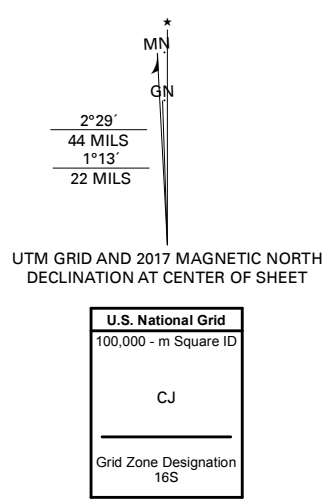 ★
MN
GN
2°29´
44 MILS
1°13´
22 MILS
UTM GRID AND 2017 MAGNETIC NORTH
DECLINATION AT CENTER OF SHEET
U.S. National Grid
100,000 - m Square ID
CJ
Grid Zone Designation
16S